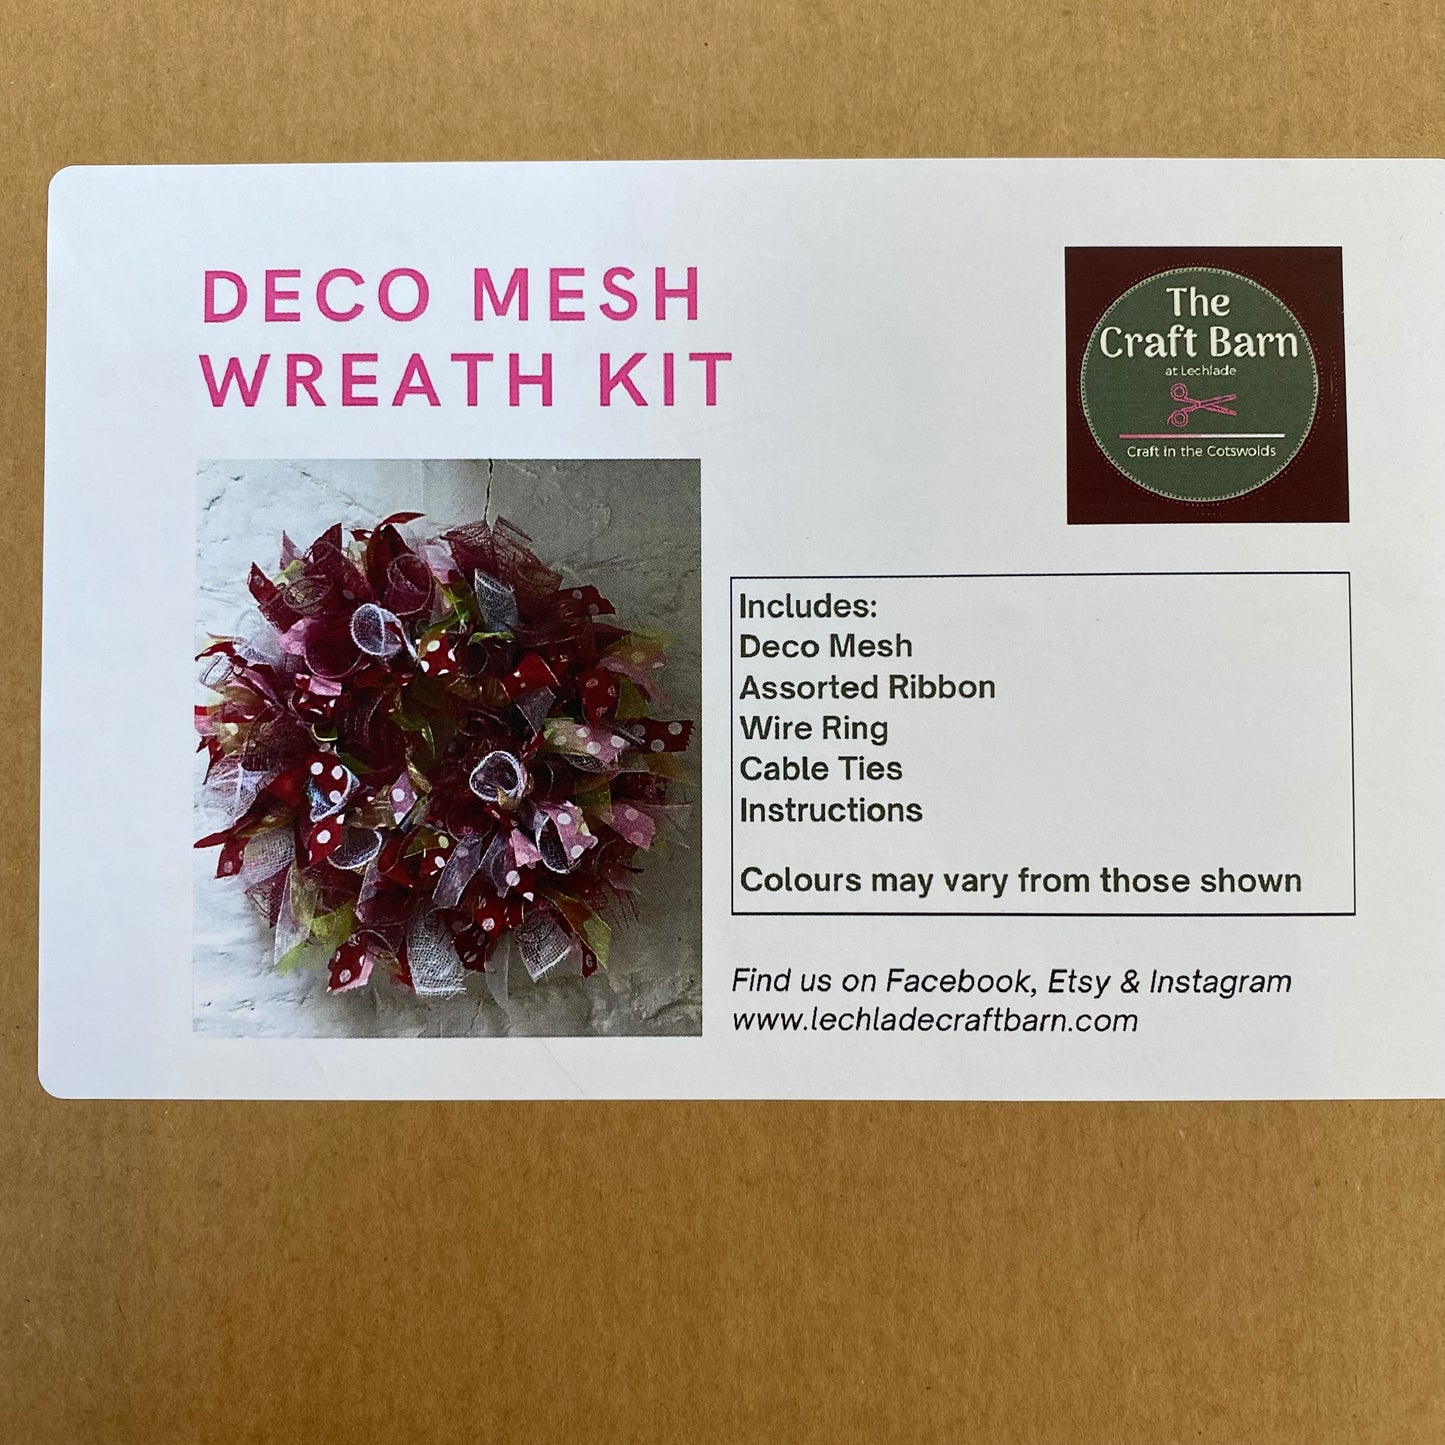 DECO MESH
WREATH KIT
The
Craft Barn
at Lechlade
Craft in the Cotswolds
Includes:
Deco Mesh
Assorted Ribbon
Wire Ring
Cable Ties
Instructions
Colours may vary from those shown
Find us on Facebook, Etsy & Instagram
www.lechladecraftbarn.com